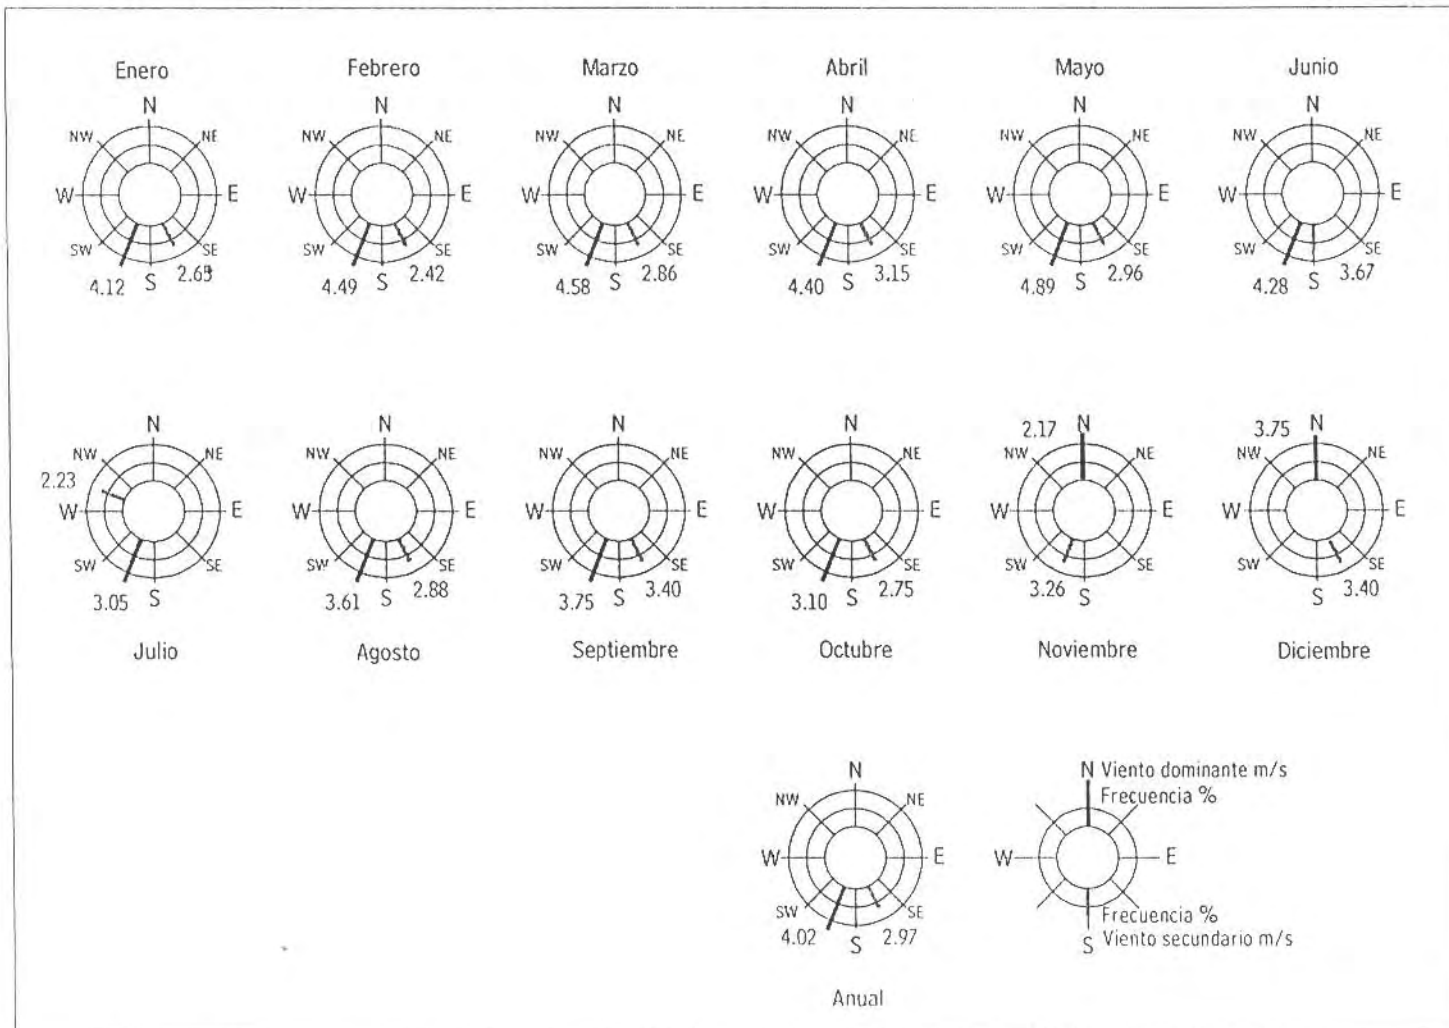 Enero Febrero Marzo Abril Mayo Junio
N N N N N N
NW NE NW NE NW NE NW NE NW NE NW NE
W E W E W E W E W E W E
SW SE SW SE SW SE SW SE SW SE SW SE
4.12 S 2.63 4.49 S 2.42 4.58 S 2.86 4.40 S 3.15 4.89 S 2.96 4.28 S 3.67
N N N N 2.17 N 3.75 N
NW NE NW NE NW NE NW NE NW NE NW NE
2.23
W E W E W E W E W E W E
SW SE SW SE SW SE SW SE SW SE SW SE
3.05 S 3.61 S 2.88 3.75 S 3.40 3.10 S 2.75 3.26 S S 3.40
Julio Agosto Septiembre Octubre Noviembre Diciembre
N
NW NE
W E
SW SE
4.02 S 2.97
Anual
N Viento dominante m/s
Frecuencia %
W E
Frecuencia %
S Viento secundario m/s